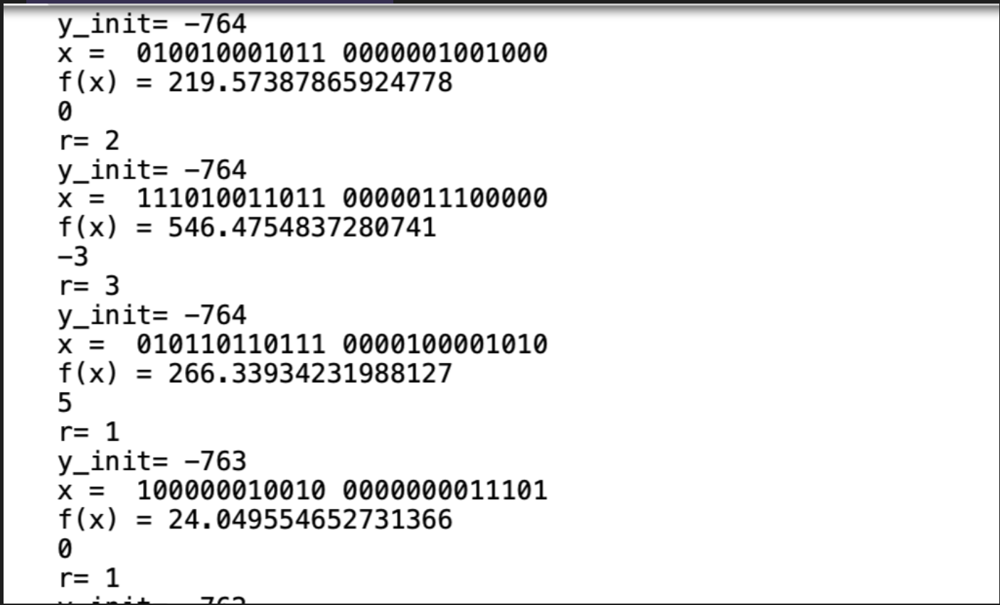 y_init= -764
x =  010010001011 0000001001000
f(x) = 219.57387865924778
0
r= 2
y_init= -764
x =  111010011011 0000011100000
f(x) = 546.4754837280741
-3
r= 3
y_init= -764
x =  010110110111 0000100001010
f(x) = 266.33934231988127
5
r= 1
y_init= -763
x =  100000010010 0000000011101
f(x) = 24.049554652731366
0
r= 1